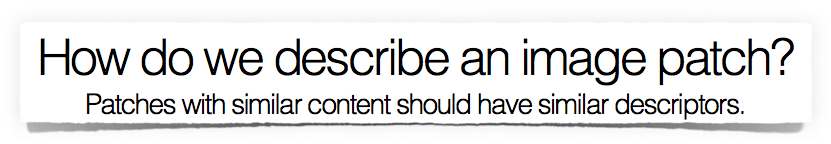 How do we describe an image patch?
Patches with similar content should have similar descriptors.